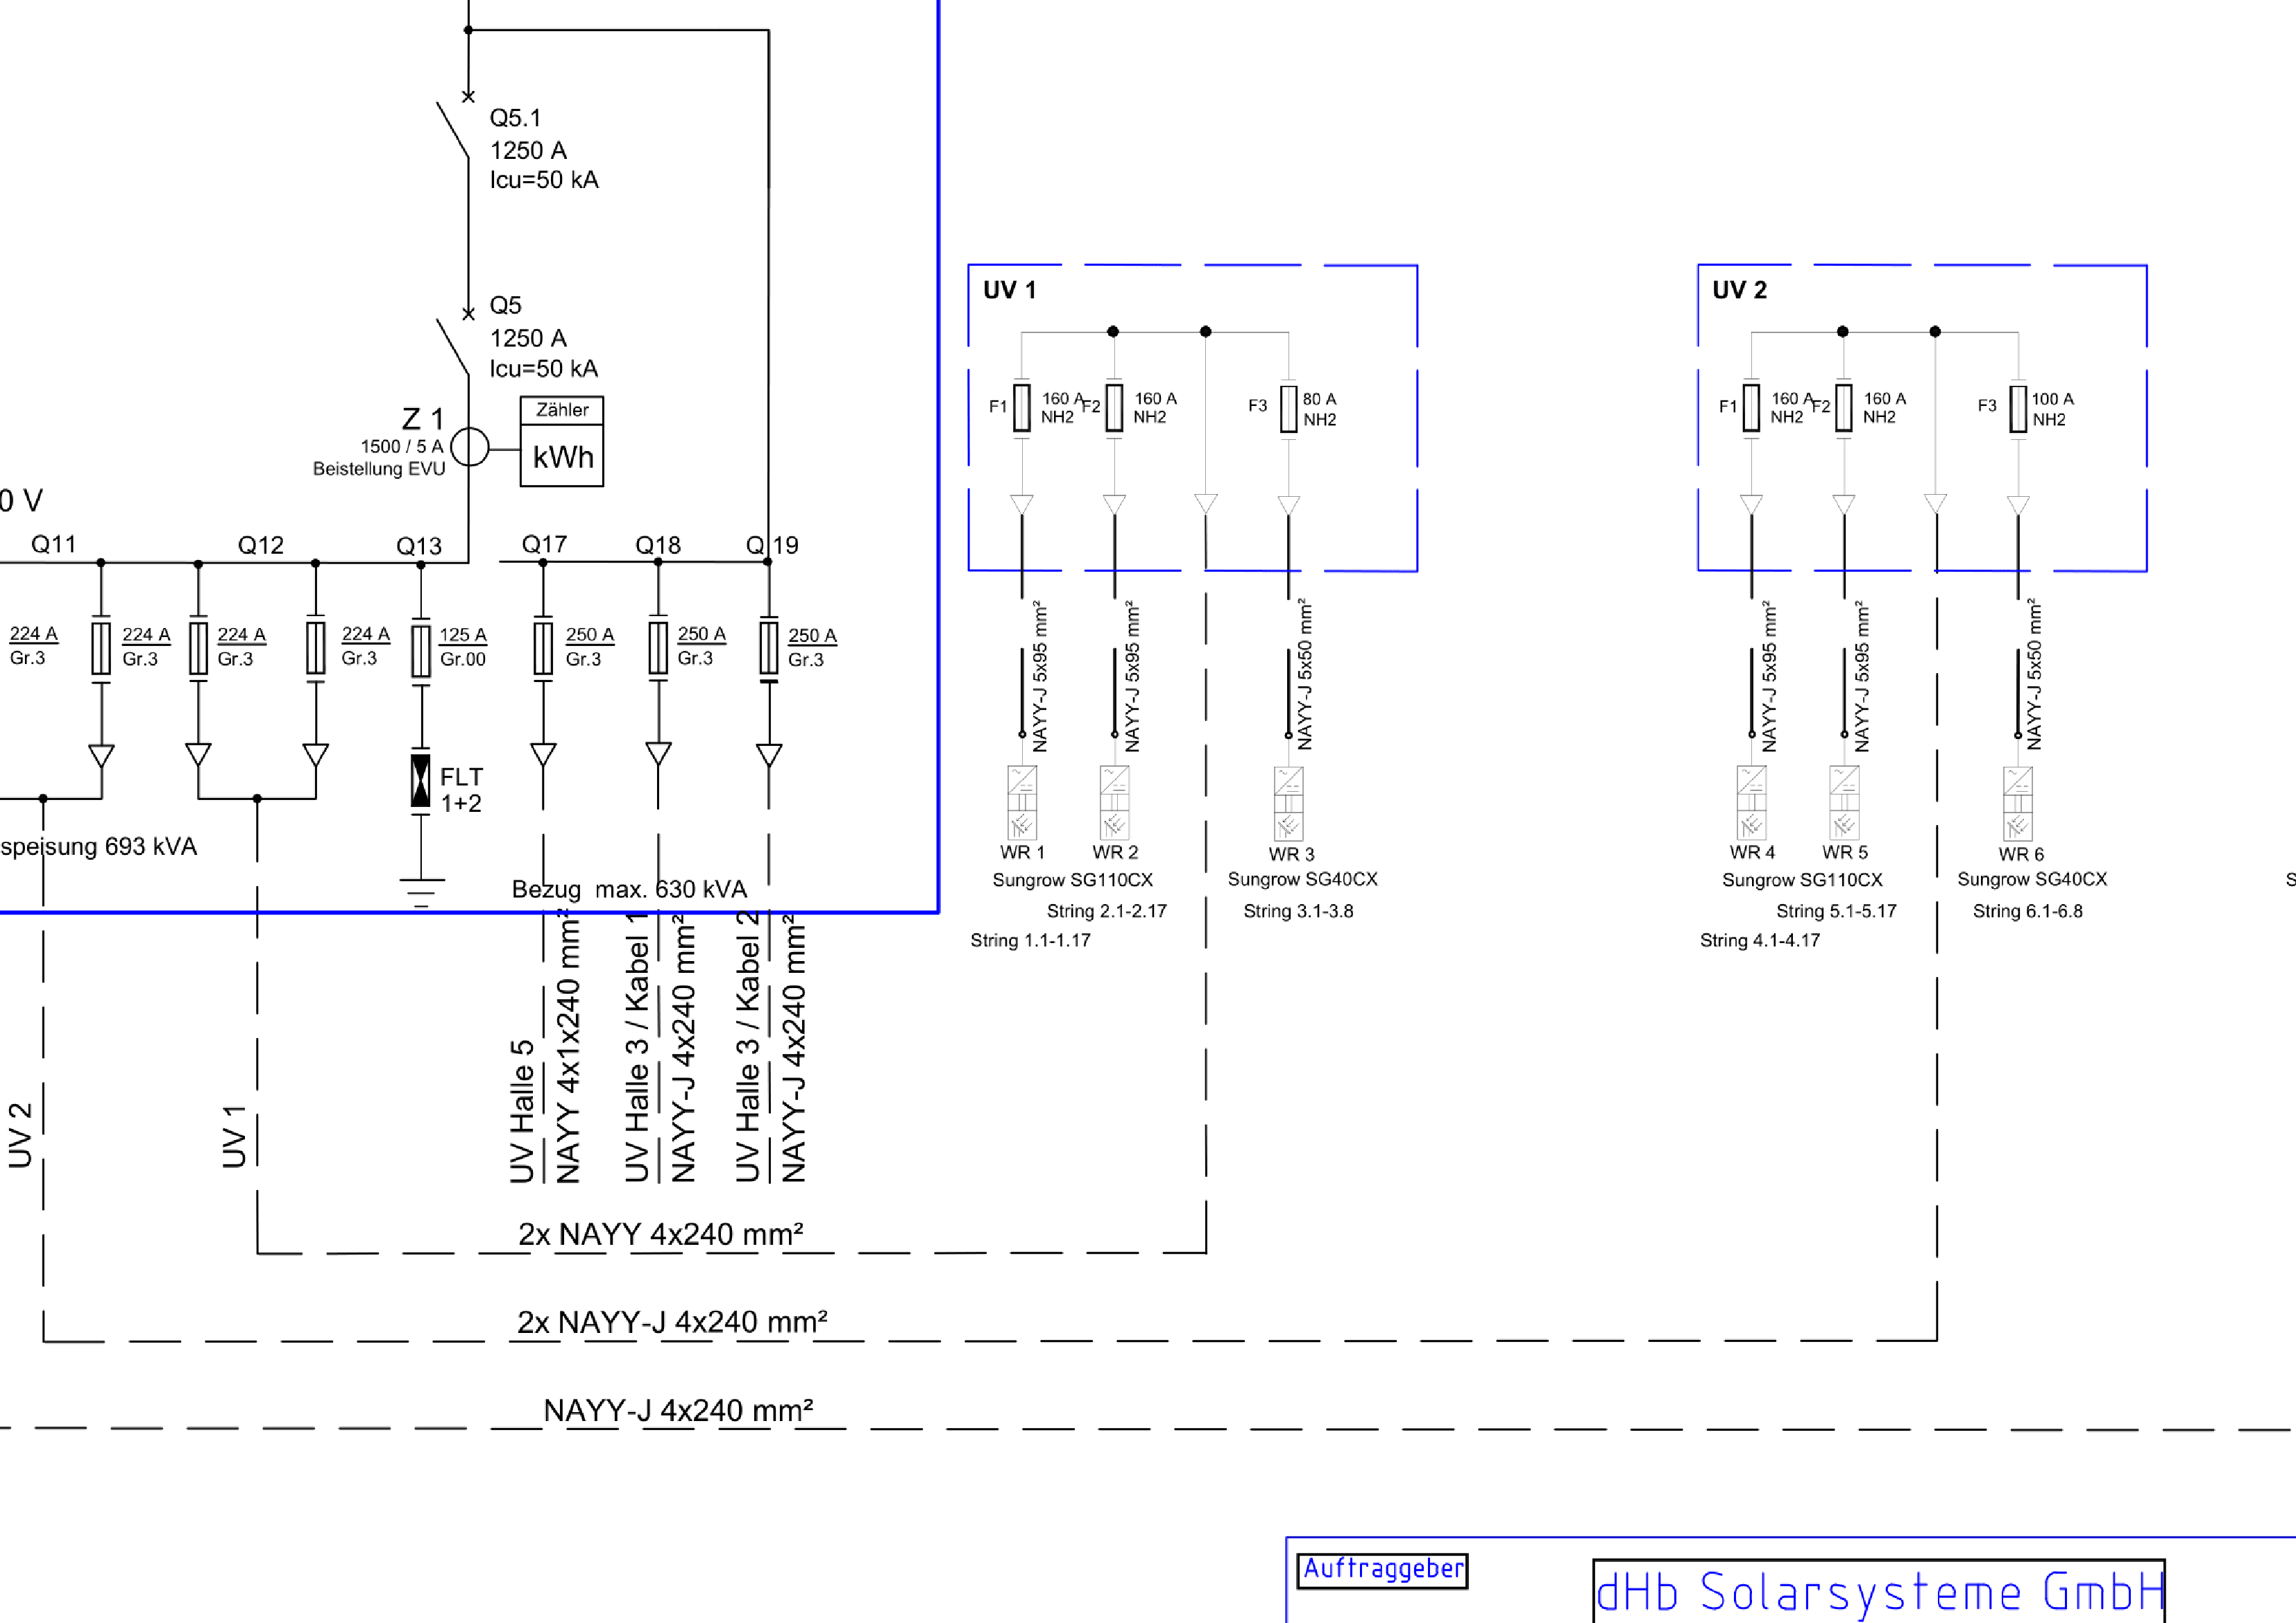 Q5.1
1250 A
Icu=50 kA
Q5
1250 A
Icu=50 kA
Z 1
1500 / 5 A
Beistellung EVU
Zähler
kWh
0 V
Q11
Q12
Q13
Q17
Q18
Q 19
224 A
Gr.3
224 A
Gr.3
224 A
Gr.3
224 A
Gr.3
125 A
Gr.00
250 A
Gr.3
250 A
Gr.3
250 A
Gr.3
FLT
1+2
speisung 693 kVA
Bezug max. 630 kVA
UV 2
UV 1
UV Halle 5
NAYY 4x1x240 mm²
UV Halle 3 / Kabel 1
NAYY-J 4x240 mm²
UV Halle 3 / Kabel 2
NAYY-J 4x240 mm²
2x NAYY 4x240 mm²
2x NAYY-J 4x240 mm²
NAYY-J 4x240 mm²
UV 1
F1
160 A
NH2
F2
160 A
NH2
F3
80 A
NH2
NAYY-J 5x95 mm²
NAYY-J 5x95 mm²
NAYY-J 5x50 mm²
WR 1
WR 2
WR 3
Sungrow SG110CX
Sungrow SG40CX
String 2.1-2.17
String 3.1-3.8
String 1.1-1.17
UV 2
F1
160 A
NH2
F2
160 A
NH2
F3
100 A
NH2
NAYY-J 5x95 mm²
NAYY-J 5x95 mm²
NAYY-J 5x50 mm²
WR 4
WR 5
WR 6
Sungrow SG110CX
Sungrow SG40CX
String 5.1-5.17
String 6.1-6.8
String 4.1-4.17
S
Auftraggeber
dHb Solarsysteme GmbH